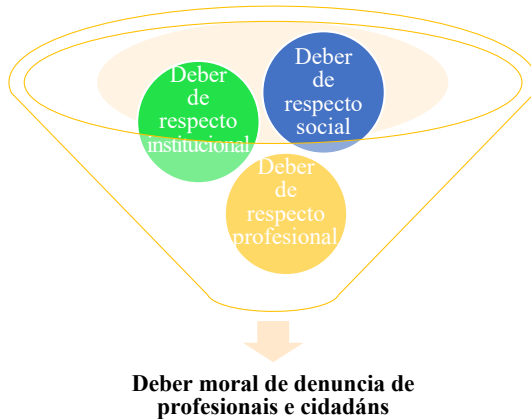 Deber
de
respecto
institucional
Deber
de
respecto
social
Deber
de
respecto
profesional
Deber moral de denuncia de
profesionais e cidadáns